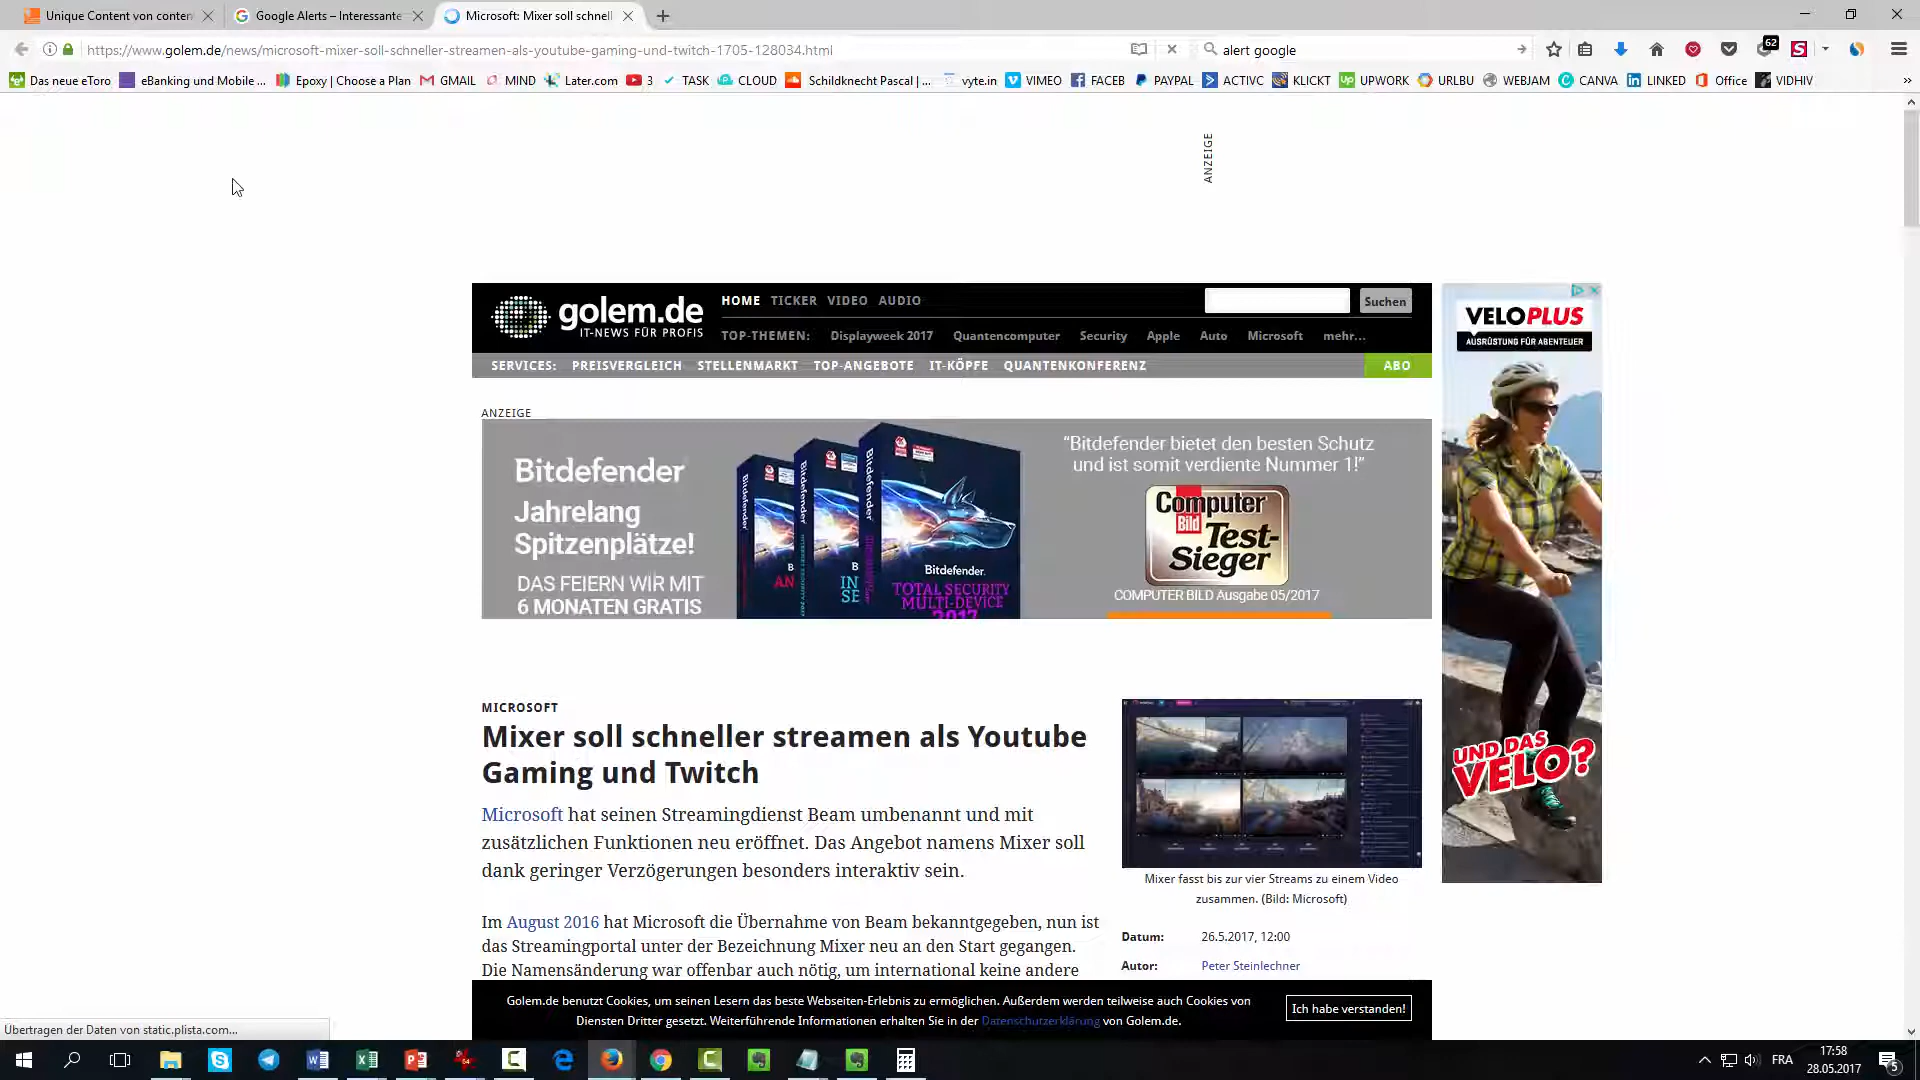 Unique Content von conten
Google Alerts – Interessante
Microsoft: Mixer soll schnell
https://www.golem.de/news/microsoft-mixer-soll-schneller-streamen-als-youtube-gaming-und-twitch-1705-128034.html
alert google
62
S
Das neue eToro
eBanking und Mobile ...
Epoxy | Choose a Plan
GMAIL
MIND
Later.com
3
TASK
CLOUD
Schildknecht Pascal | ...
vyte.in
VIMEO
FACEB
PAYPAL
ACTIVC
KLICKT
UPWORK
URLBU
WEBJAM
CANVA
LINKED
Office
VIDHIV
ANZEIGE
golem.de
IT-NEWS FÜR PROFIS
HOME TICKER VIDEO AUDIO
Suchen
TOP-THEMEN: Displayweek 2017 Quantencomputer Security Apple Auto Microsoft mehr...
SERVICES: PREISVERGLEICH STELLENMARKT TOP-ANGEBOTE IT-KÖPFE QUANTENKONFERENZ ABO
VELOPLUS
AUSRÜSTUNG FÜR ABENTEUER
UND DAS
VELO?
ANZEIGE
Bitdefender
Jahrelang
Spitzenplätze!
DAS FEIERN WIR MIT
6 MONATEN GRATIS
Bitdefender
TOTAL SECURITY
MULTI-DEVICE
2017
“Bitdefender bietet den besten Schutz
und ist somit verdiente Nummer 1!”
Computer
Bild
Test-
Sieger
COMPUTER BILD Ausgabe 05/2017
MICROSOFT
Mixer soll schneller streamen als Youtube
Gaming und Twitch
Microsoft hat seinen Streamingdienst Beam umbenannt und mit
zusätzlichen Funktionen neu eröffnet. Das Angebot namens Mixer soll
dank geringer Verzögerungen besonders interaktiv sein.
Im August 2016 hat Microsoft die Übernahme von Beam bekanntgegeben, nun ist
das Streamingportal unter der Bezeichnung Mixer neu an den Start gegangen.
Die Namensänderung war offenbar auch nötig, um international keine andere
Mixer fasst bis zur vier Streams zu einem Video
zusammen. (Bild: Microsoft)
Datum: 26.5.2017, 12:00
Autor: Peter Steinlechner
Golem.de benutzt Cookies, um seinen Lesern das beste Webseiten-Erlebnis zu ermöglichen. Außerdem werden teilweise auch Cookies von
Diensten Dritter gesetzt. Weiterführende Informationen erhalten Sie in der Datenschutzerklärung von Golem.de.
Ich habe verstanden!
Übertragen der Daten von static.plista.com...
FRA
17:58
28.05.2017
5